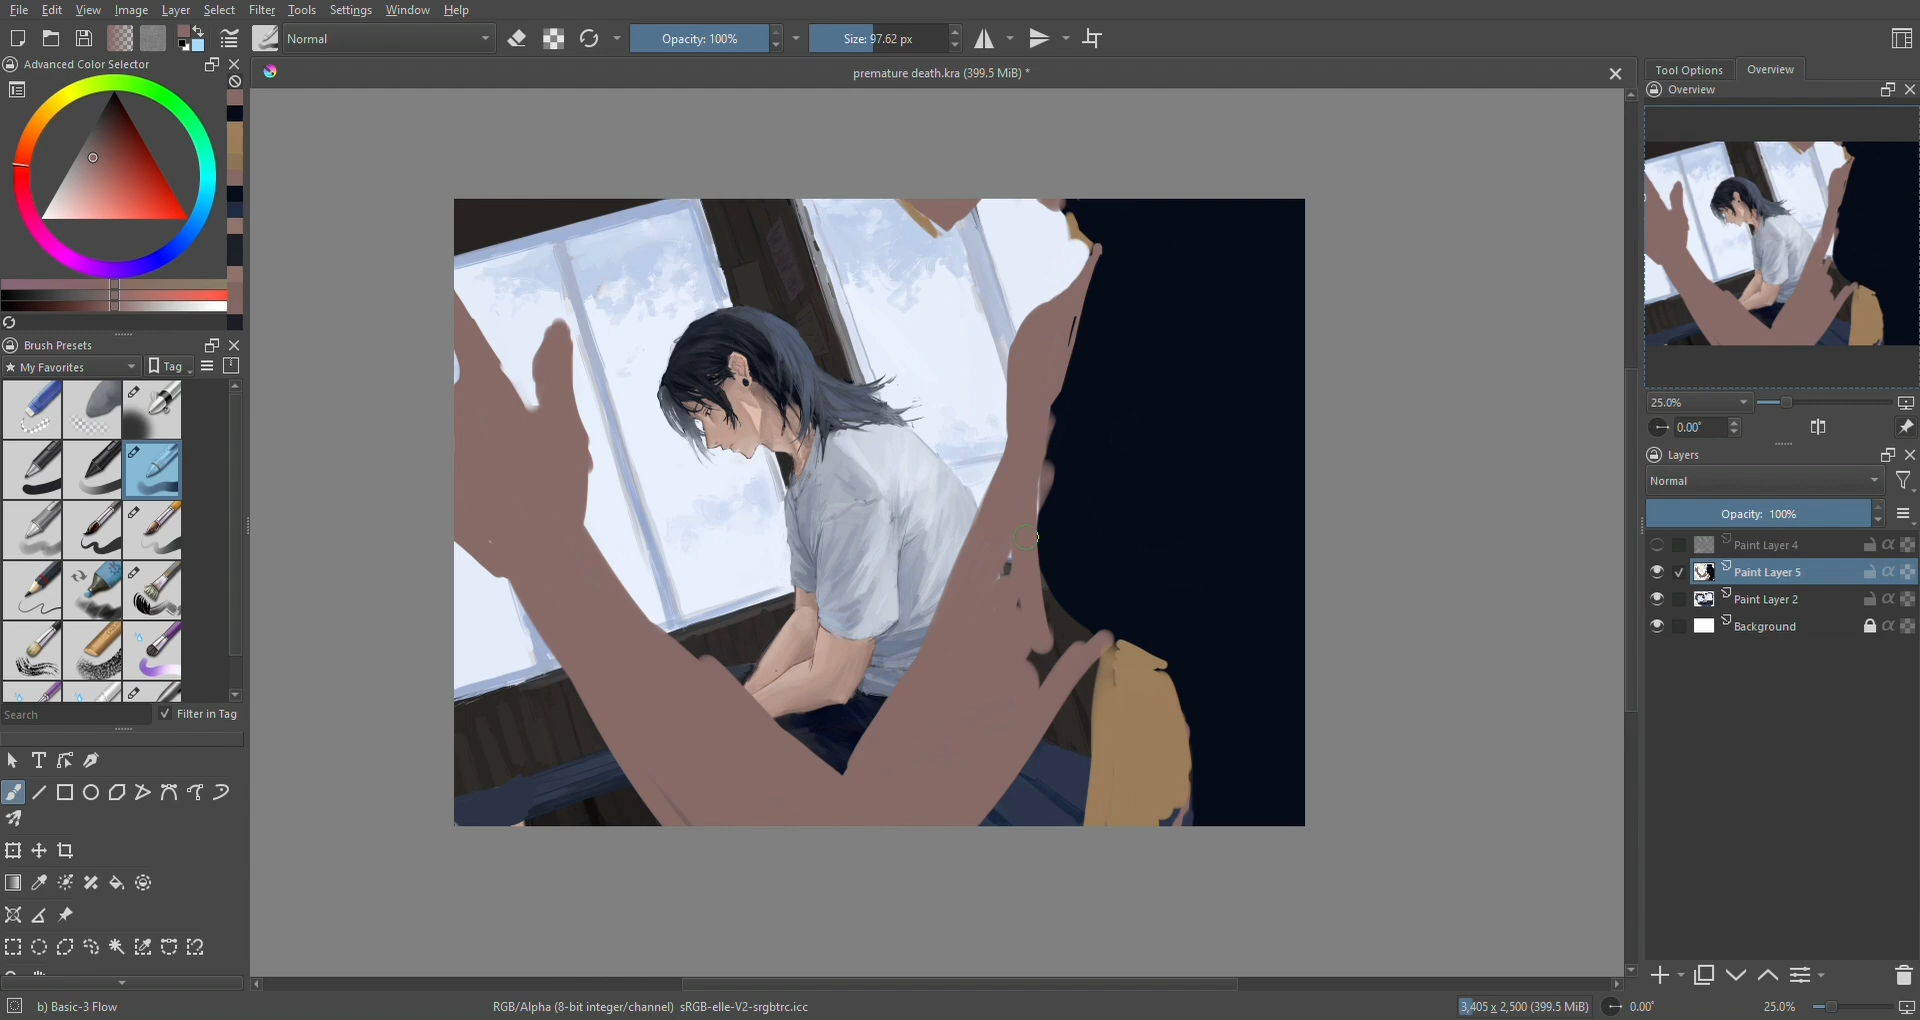 File Edit View Image Layer Select Filter Tools Settings Window Help
Normal
Opacity: 100%
Size: 97.62 px
Advanced Color Selector
premature death.kra (399.5 MiB) *
Tool Options
Overview
Overview
25.0%
0.00°
Brush Presets
★ My Favorites
Tag
Search
Filter in Tag
Layers
Normal
Opacity: 100%
Paint Layer 4
Paint Layer 5
Paint Layer 2
Background
b) Basic-3 Flow
RGB/Alpha (8-bit integer/channel) sRGB-elle-V2-srgbtrc.icc
3,405 x 2,500 (399.5 MiB)
0.00°
25.0%